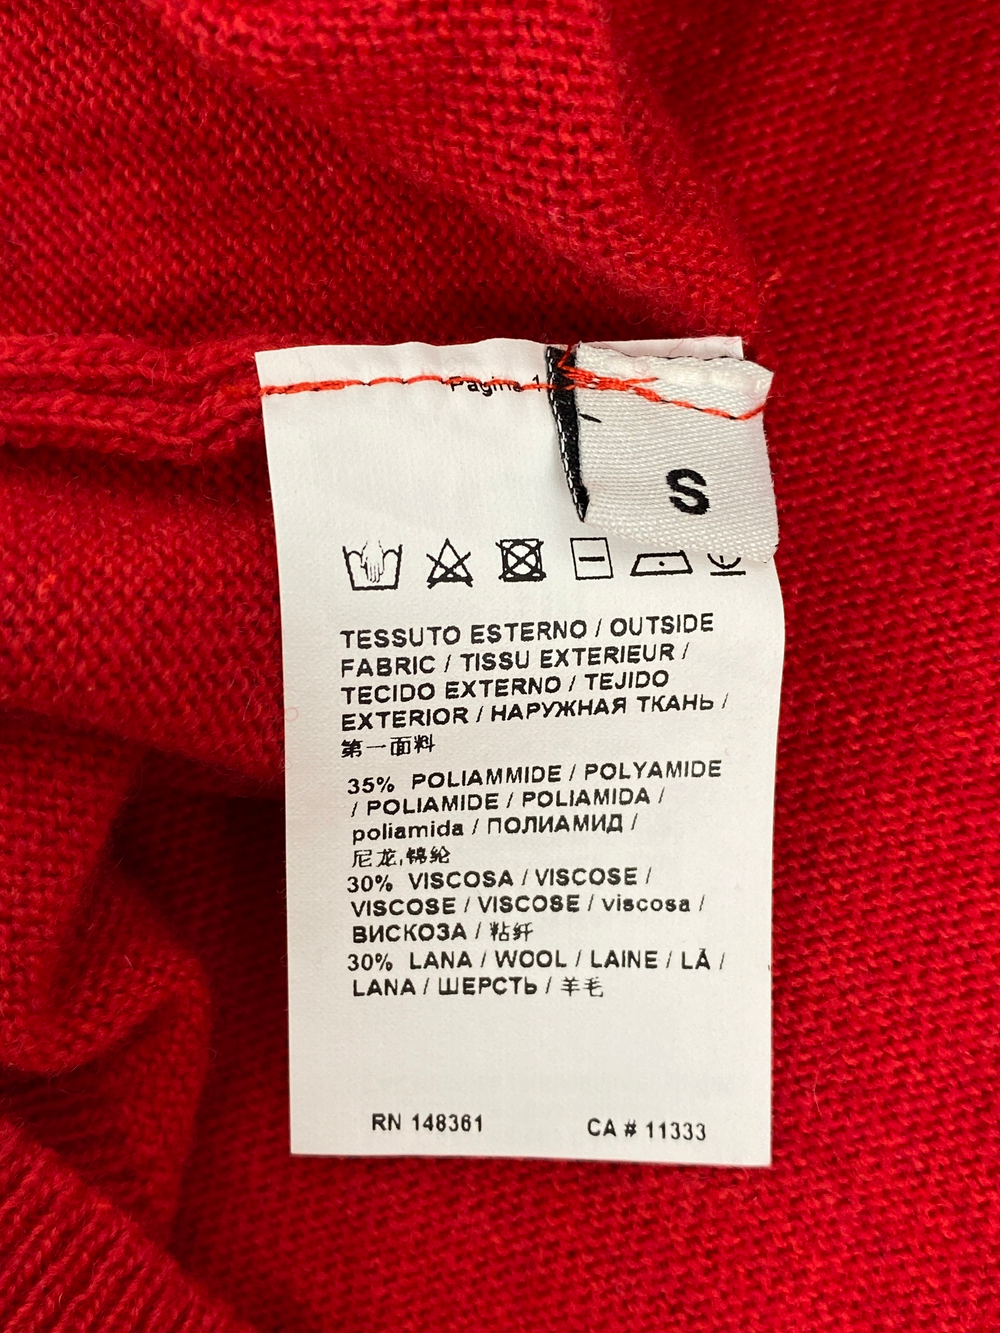 Pagina 1
S
TESSUTO ESTERNO / OUTSIDE
FABRIC / TISSU EXTERIEUR /
TECIDO EXTERNO / TEJIDO
EXTERIOR / НАРУЖНАЯ ТКАНЬ /
第一面料
35% POLIAMMIDE / POLYAMIDE
/ POLIAMIDE / POLIAMIDA /
poliamida / ПОЛИАМИД /
尼龙,锦纶
30% VISCOSA / VISCOSE /
VISCOSE / VISCOSE / viscosa /
ВИСКОЗА / 粘纤
30% LANA / WOOL / LAINE / LÃ /
LANA / ШЕРСТЬ / 羊毛
RN 148361
CA # 11333